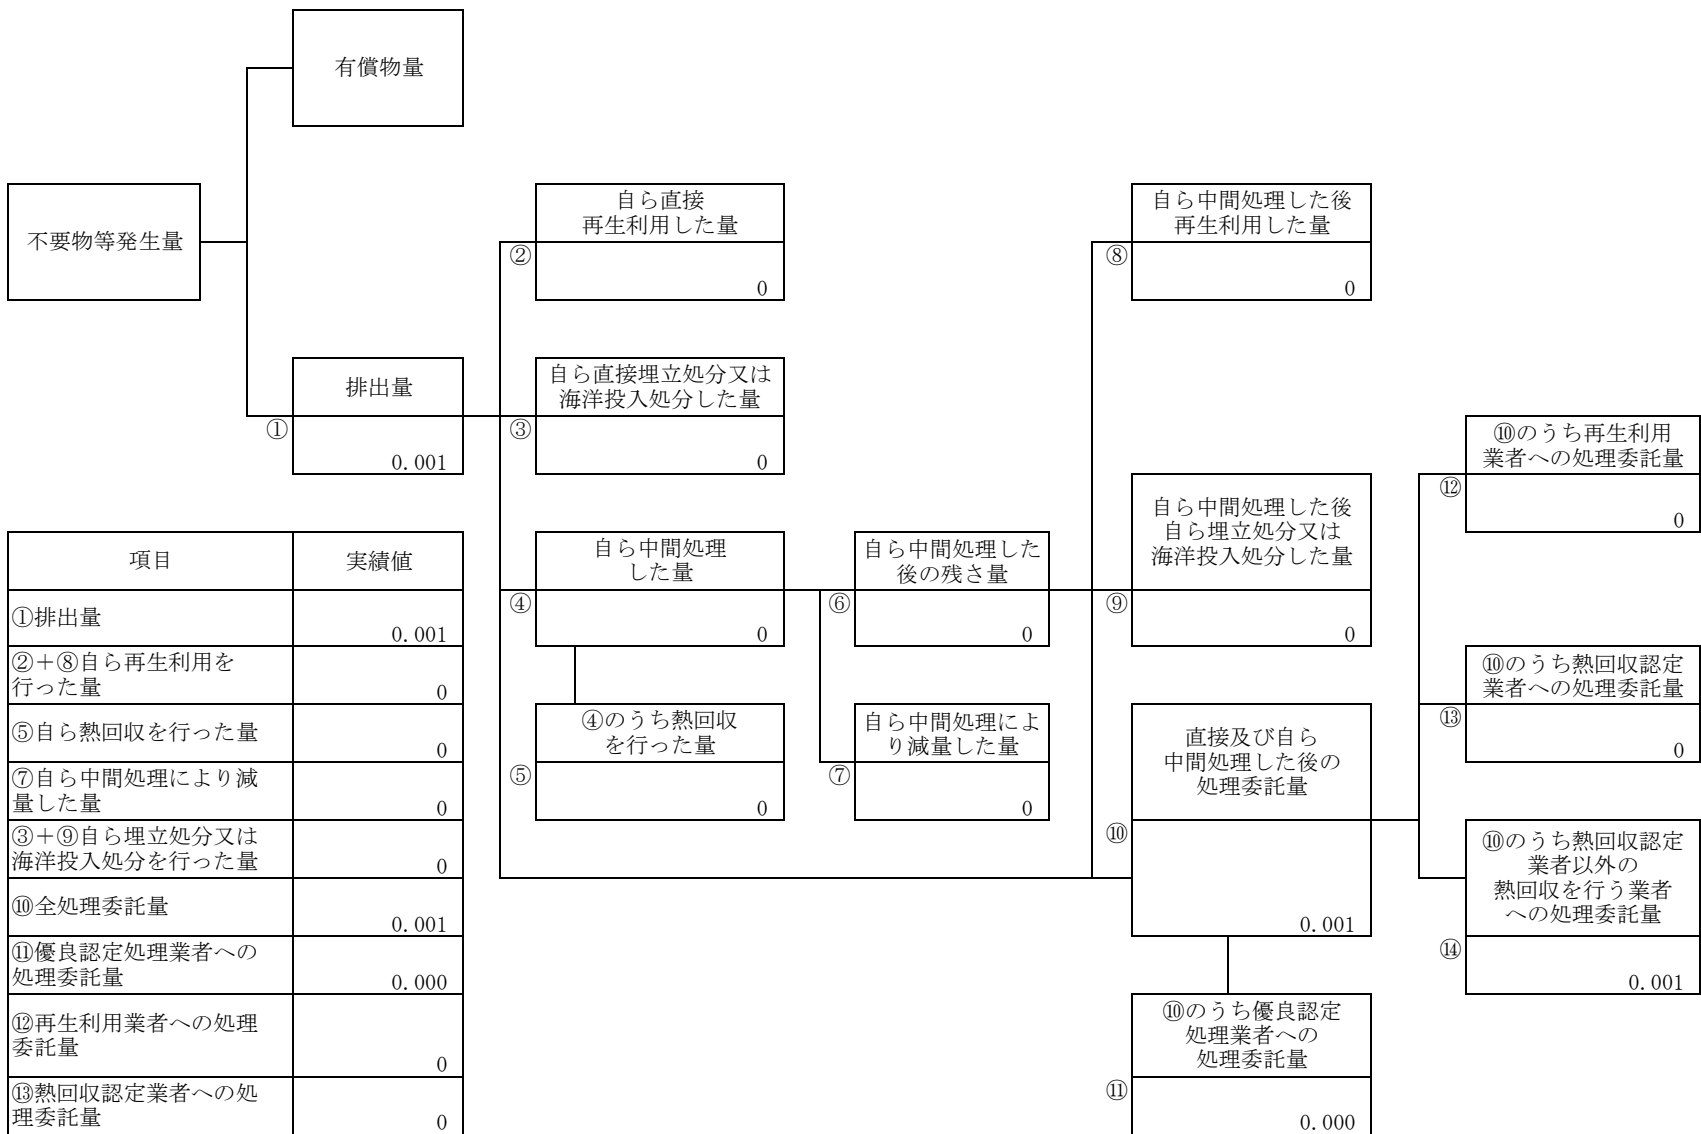 有償物量
不要物等発生量
自ら直接
再生利用した量
②
0
自ら中間処理した後
再生利用した量
⑧
0
排出量
①
0.001
自ら直接埋立処分又は
海洋投入処分した量
③
0
⑩のうち再生利用
業者への処理委託量
⑫
0
自ら中間処理
した量
④
0
自ら中間処理した
後の残さ量
⑥
0
自ら中間処理した後
自ら埋立処分又は
海洋投入処分した量
⑨
0
⑩のうち熱回収認定
業者への処理委託量
⑬
0
④のうち熱回収
を行った量
⑤
0
自ら中間処理によ
り減量した量
⑦
0
直接及び自ら
中間処理した後の
処理委託量
⑩
0.001
⑩のうち熱回収認定
業者以外の
熱回収を行う業者
への処理委託量
⑭
0.001
⑩のうち優良認定
処理業者への
処理委託量
⑪
0.000
項目 実績値
①排出量
0.001
②＋⑧自ら再生利用を
行った量
0
⑤自ら熱回収を行った量
0
⑦自ら中間処理により減
量した量
0
③＋⑨自ら埋立処分又は
海洋投入処分を行った量
0
⑩全処理委託量
0.001
⑪優良認定処理業者への
処理委託量
0.000
⑫再生利用業者への処理
委託量
0
⑬熱回収認定業者への処
理委託量
0